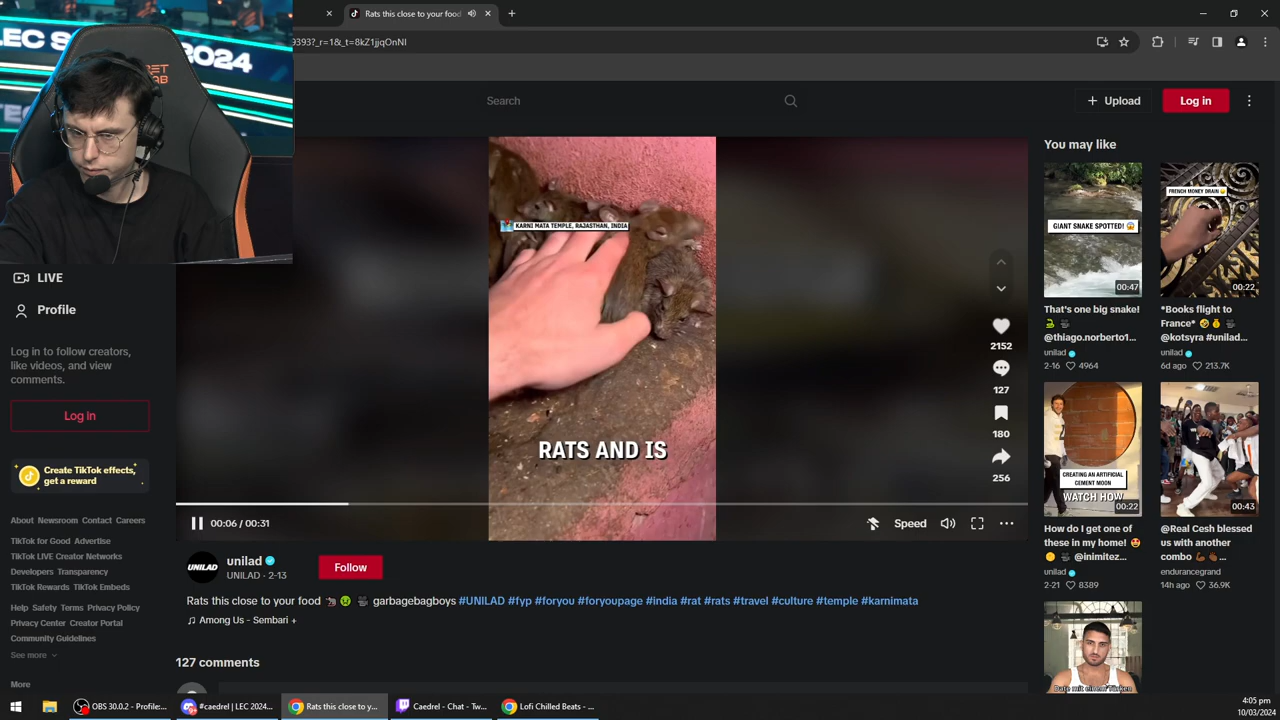 Rats this close to your food
9393?_r=1&_t=8kZ1jjqOnNI
LEC S
2024
Search
Upload
Log in
LIVE
Profile
Log in to follow creators,
like videos, and view
comments.
Log in
Create TikTok effects,
get a reward
About Newsroom Contact Careers
TikTok for Good Advertise
TikTok LIVE Creator Networks
Developers Transparency
TikTok Rewards TikTok Embeds
Help Safety Terms Privacy Policy
Privacy Center Creator Portal
Community Guidelines
See more
More
KARNI MATA TEMPLE, RAJASTHAN, INDIA
RATS AND IS
2152
127
180
256
00:06 / 00:31
Speed
UNILAD
unilad
UNILAD · 2-13
Follow
Rats this close to your food 🐀 🤢 📹 garbagebagboys #UNILAD #fyp #foryou #foryoupage #india #rat #rats #travel #culture #temple #karnimata
♫ Among Us - Sembari +
127 comments
You may like
GIANT SNAKE SPOTTED! 😱
00:47
That's one big snake!
@thiago.norberto1...
unilad
2-16 4964
FRENCH MONEY DRAIN
00:22
*Books flight to
France* 🤣 💰 📹
@kotsyra #unilad...
unilad
6d ago 213.7K
CREATING AN ARTIFICIAL
CEMENT MOON
WATCH HOW
00:22
How do I get one of
these in my home! 😍
@inimitez...
unilad
2-21 8389
00:43
@Real Cesh blessed
us with another
combo
endurancegrand
14h ago 36.9K
Date mit einem Türken
OBS 30.0.2 - Profile:...
#caedrel | LEC 2024...
Rats this close to y...
Caedrel - Chat - Tw...
Lofi Chilled Beats - ...
4:05 pm
10/03/2024